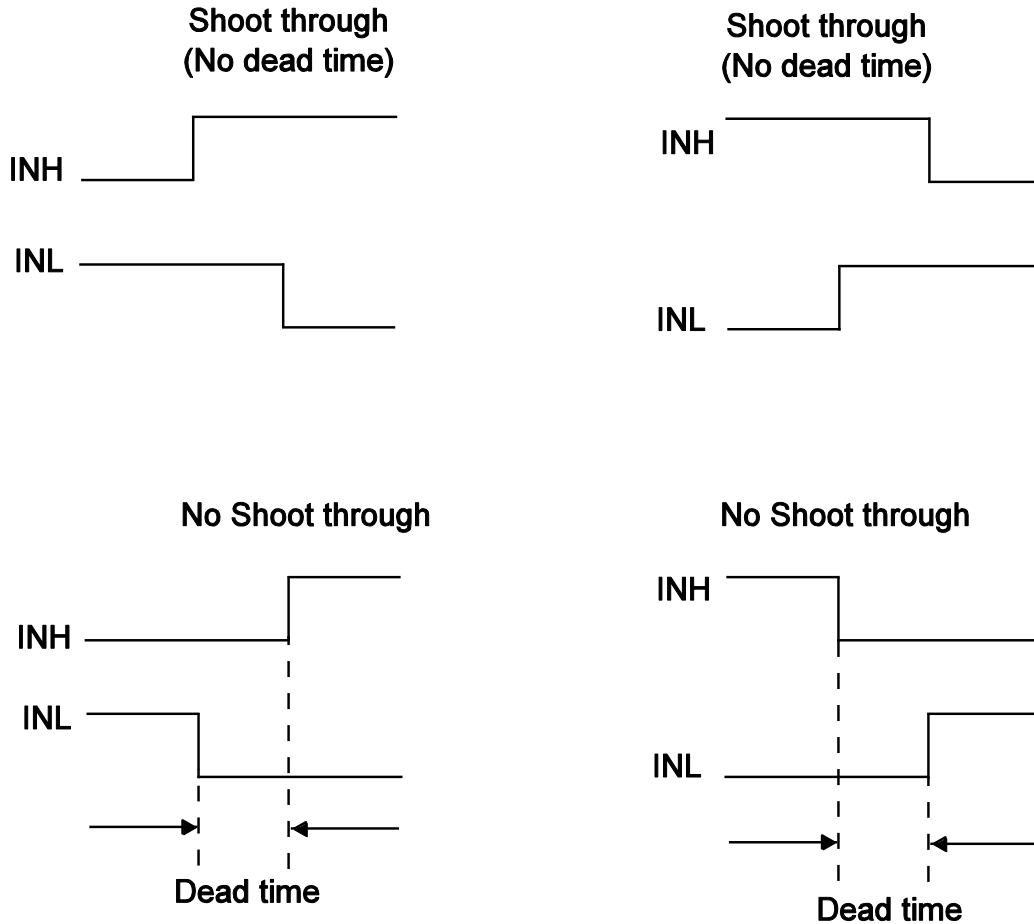 Shoot through
(No dead time)
INH
INL
Shoot through
(No dead time)
INH
INL
No Shoot through
INH
INL
Dead time
No Shoot through
INH
INL
Dead time